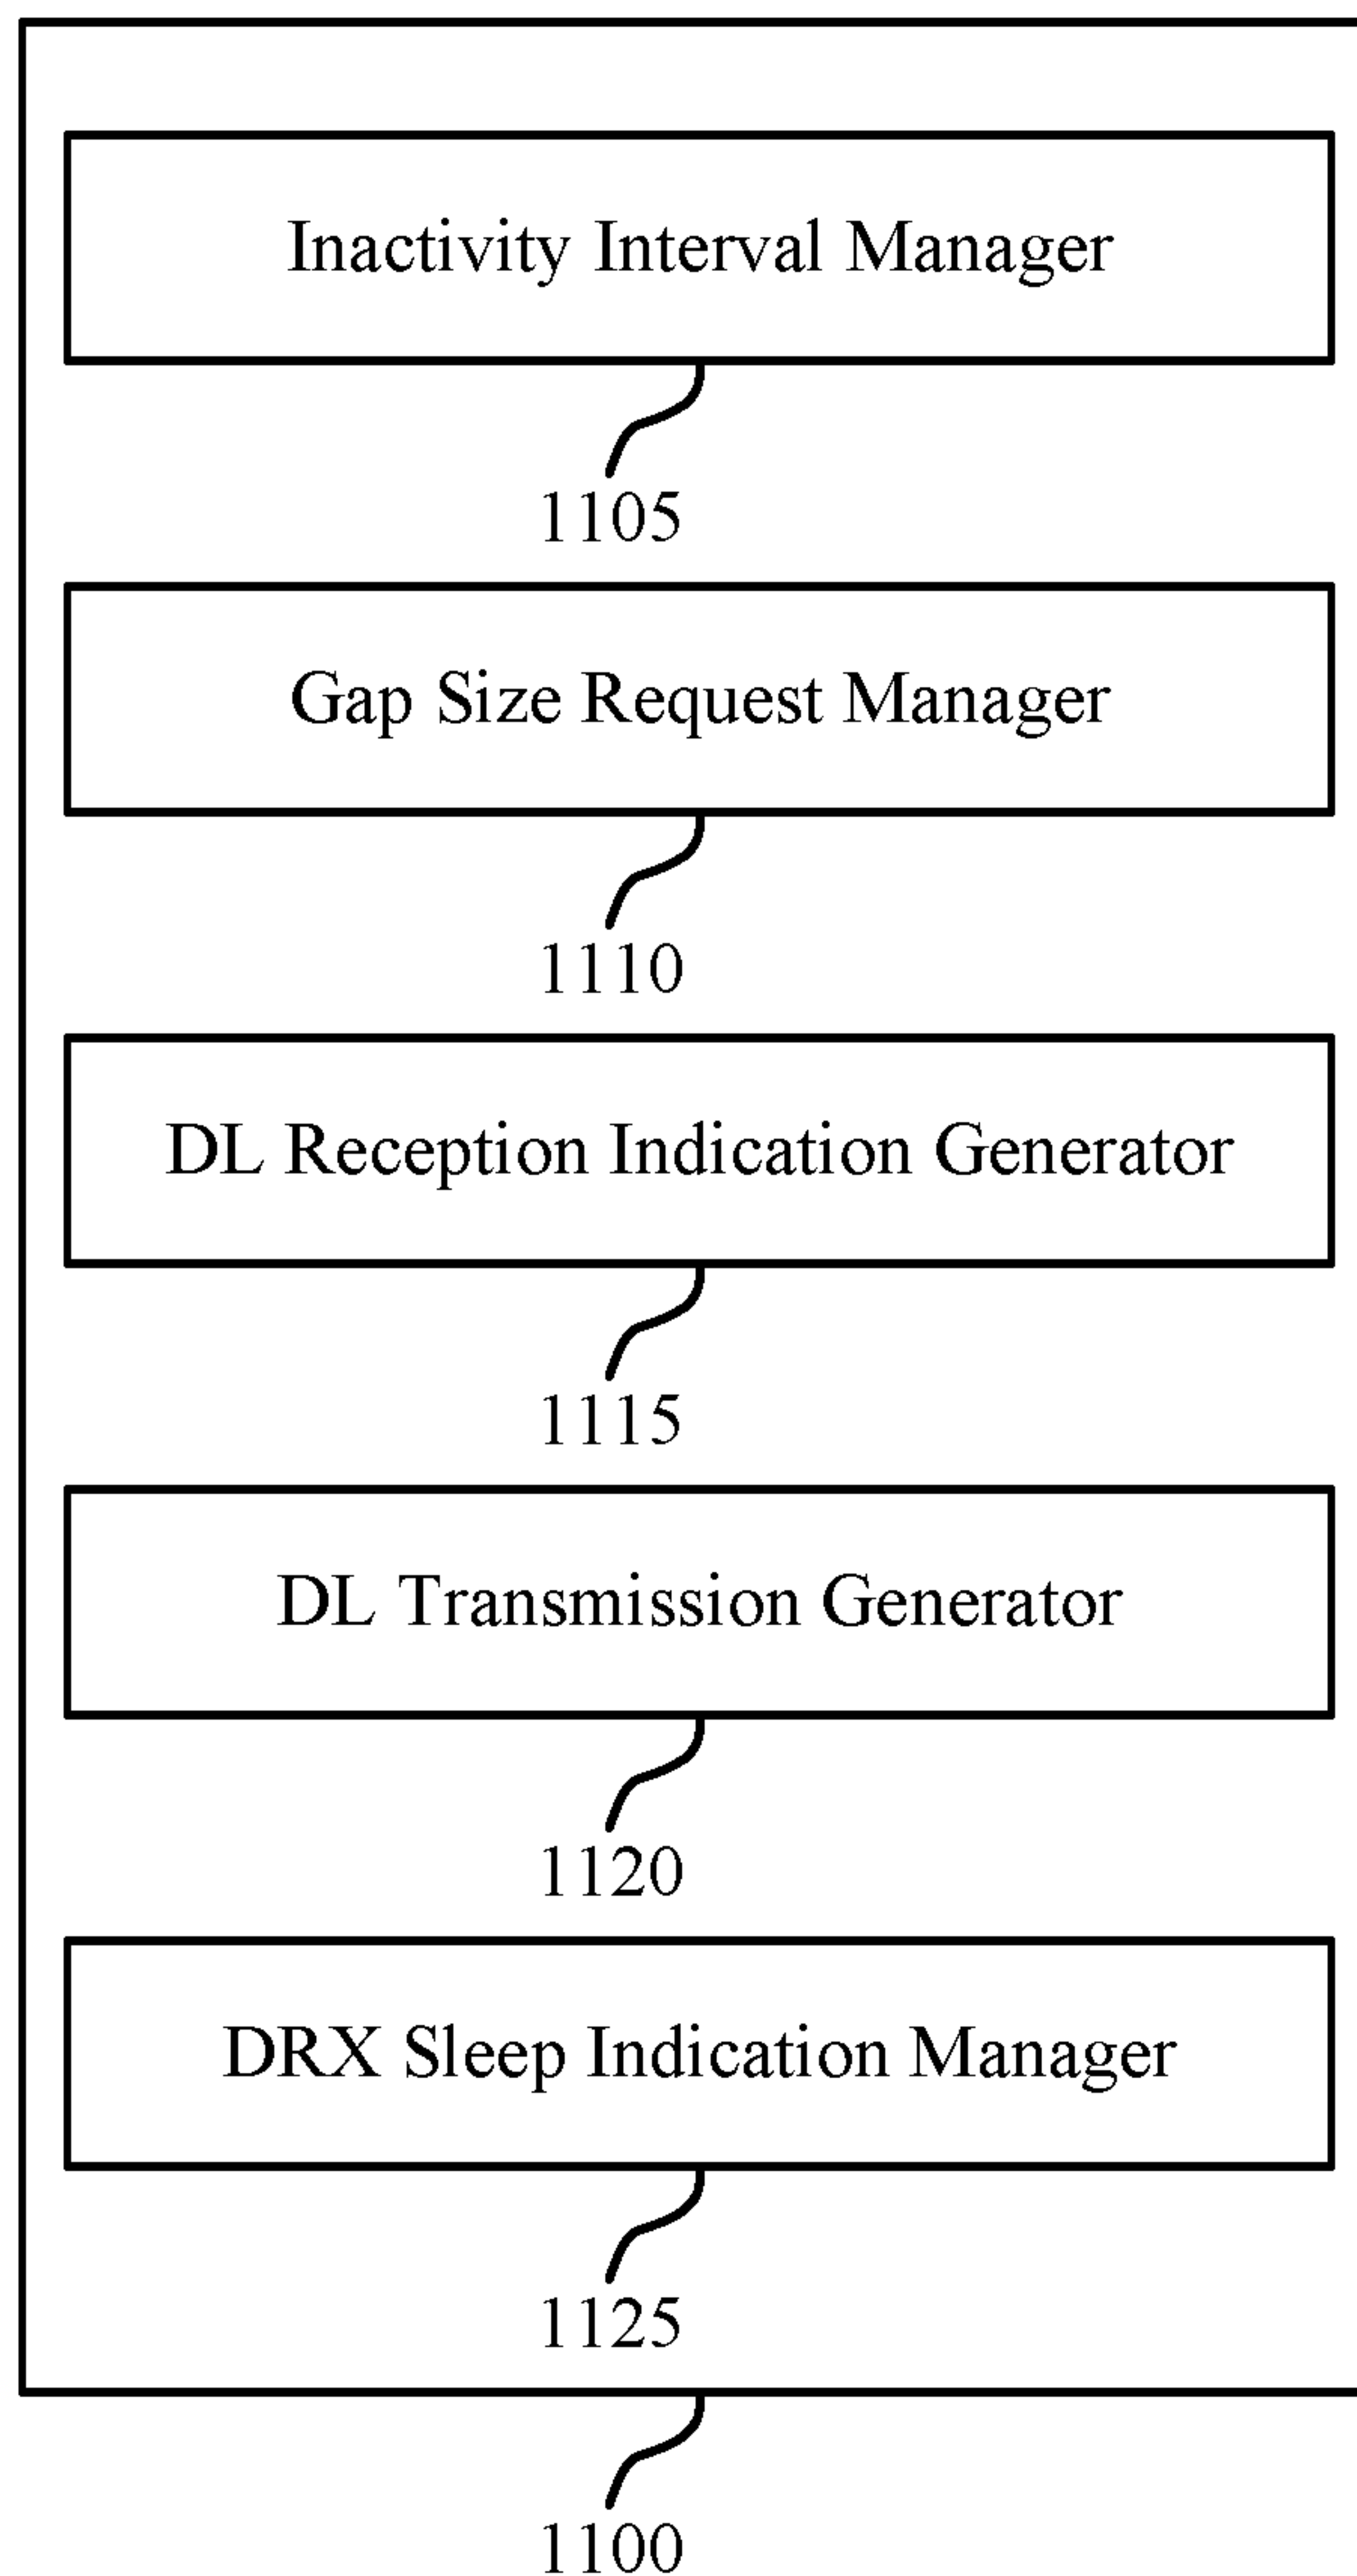 Inactivity Interval Manager
1105
Gap Size Request Manager
1110
DL Reception Indication Generator
1115
DL Transmission Generator
1120
DRX Sleep Indication Manager
1125
1100